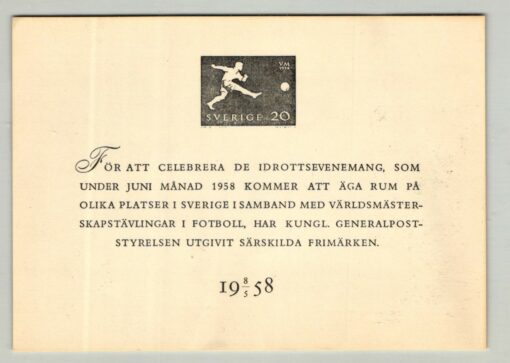 VM
1958
SVERIGE 20
FÖR ATT CELEBRERA DE IDROTTSEVENEMANG, SOM
UNDER JUNI MÅNAD 1958 KOMMER ATT ÄGA RUM PÅ
OLIKA PLATSER I SVERIGE I SAMBAND MED VÄRLDSMÄSTER-
SKAPSTÄVLINGAR I FOTBOLL, HAR KUNGL. GENERALPOST-
STYRELSEN UTGIVIT SÄRSKILDA FRIMÄRKEN.
19 8/5 58